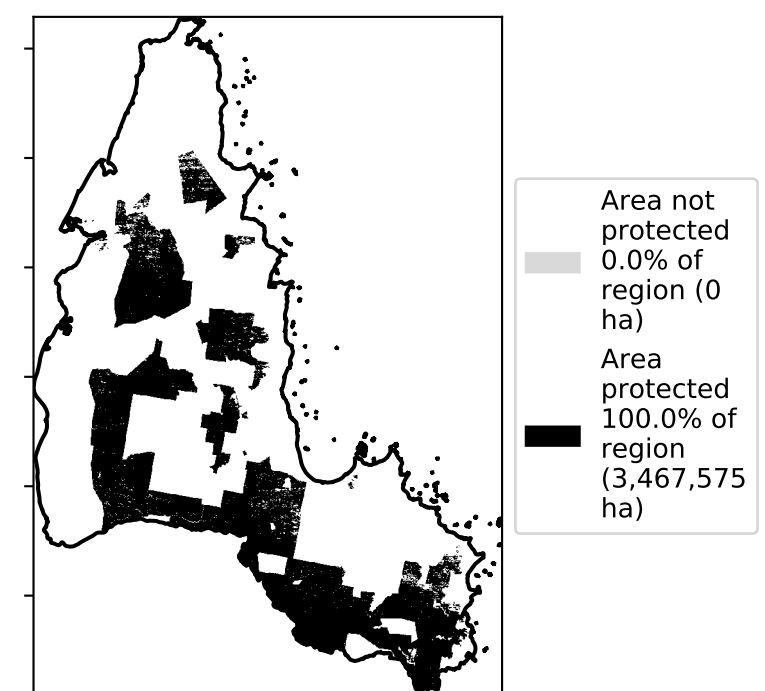 Area not
protected
0.0% of
region (0
ha)
Area
protected
100.0% of
region
(3,467,575
ha)